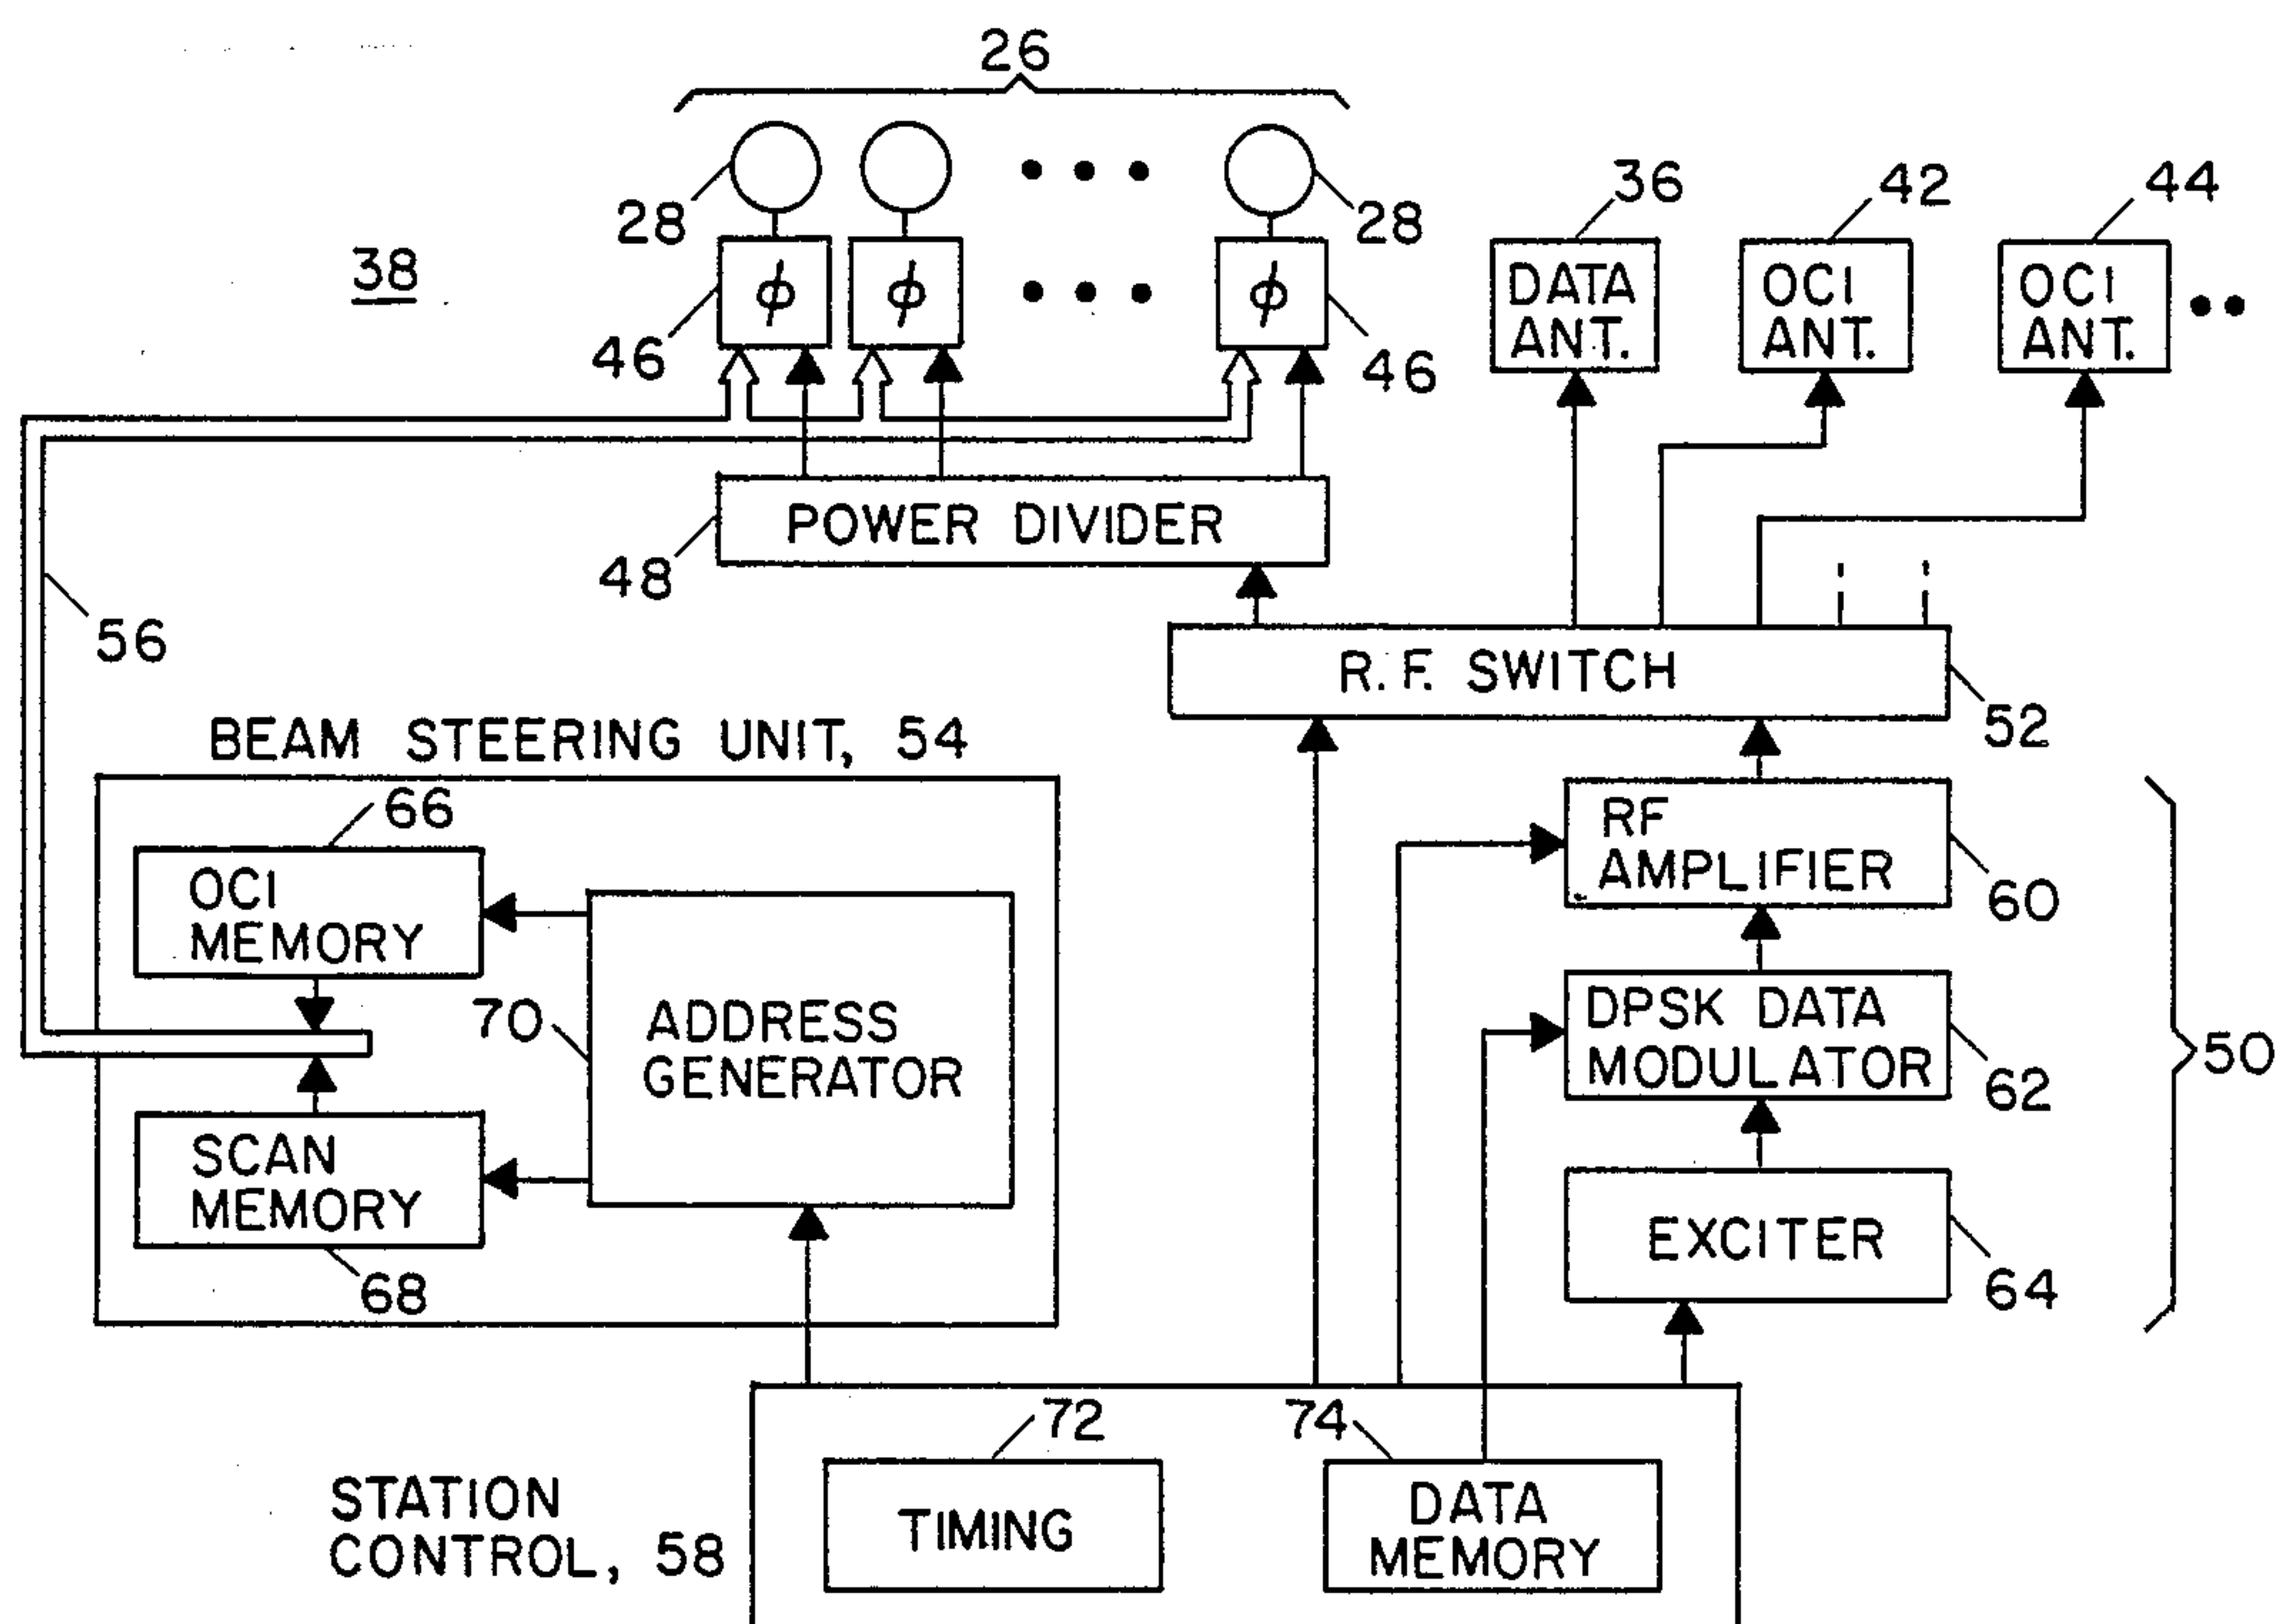 26
28
28
36
42
44
38
φ
φ
φ
DATA
ANT.
OCI
ANT.
OCI
ANT.
46
46
POWER DIVIDER
48
56
R.F. SWITCH
52
BEAM STEERING UNIT, 54
66
OCI
MEMORY
RF
AMPLIFIER
60
70
ADDRESS
GENERATOR
DPSK DATA
MODULATOR
62
50
SCAN
MEMORY
68
EXCITER
64
72
74
STATION
CONTROL, 58
TIMING
DATA
MEMORY